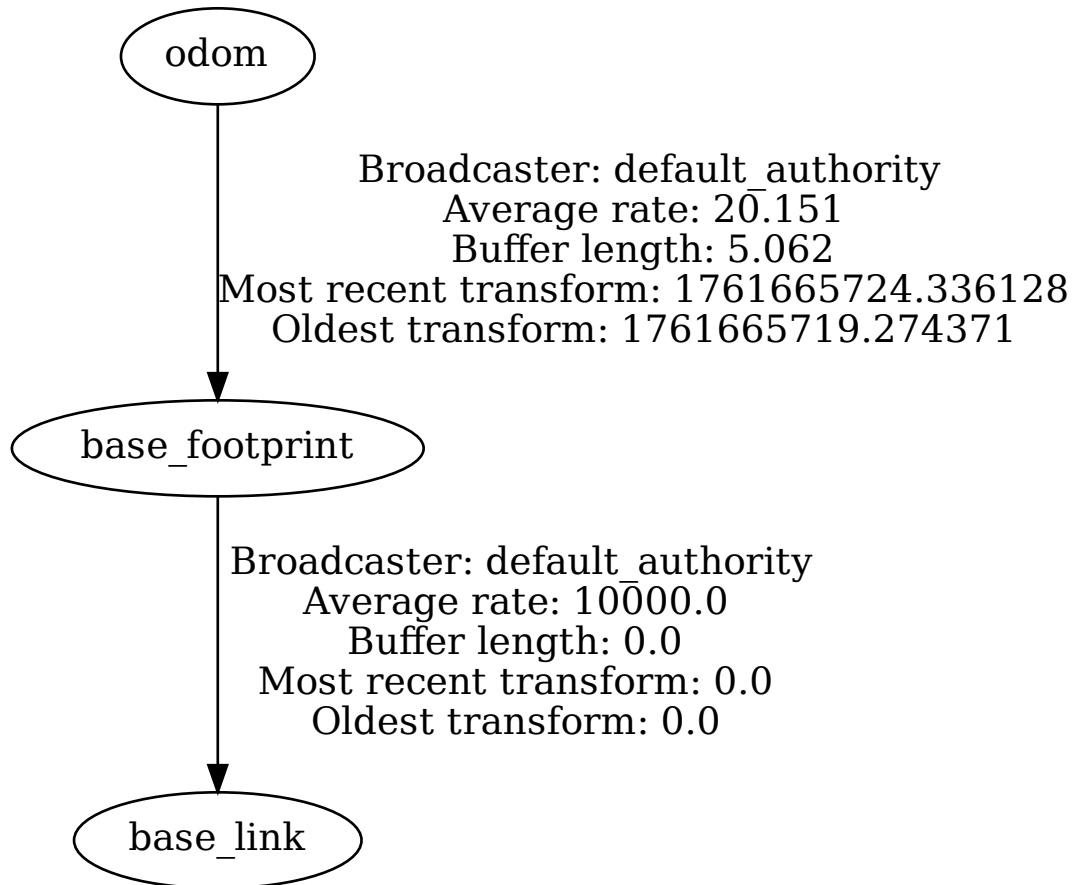 odom
Broadcaster: default_authority
Average rate: 20.151
Buffer length: 5.062
Most recent transform: 1761665724.336128
Oldest transform: 1761665719.274371
base_footprint
Broadcaster: default_authority
Average rate: 10000.0
Buffer length: 0.0
Most recent transform: 0.0
Oldest transform: 0.0
base_link